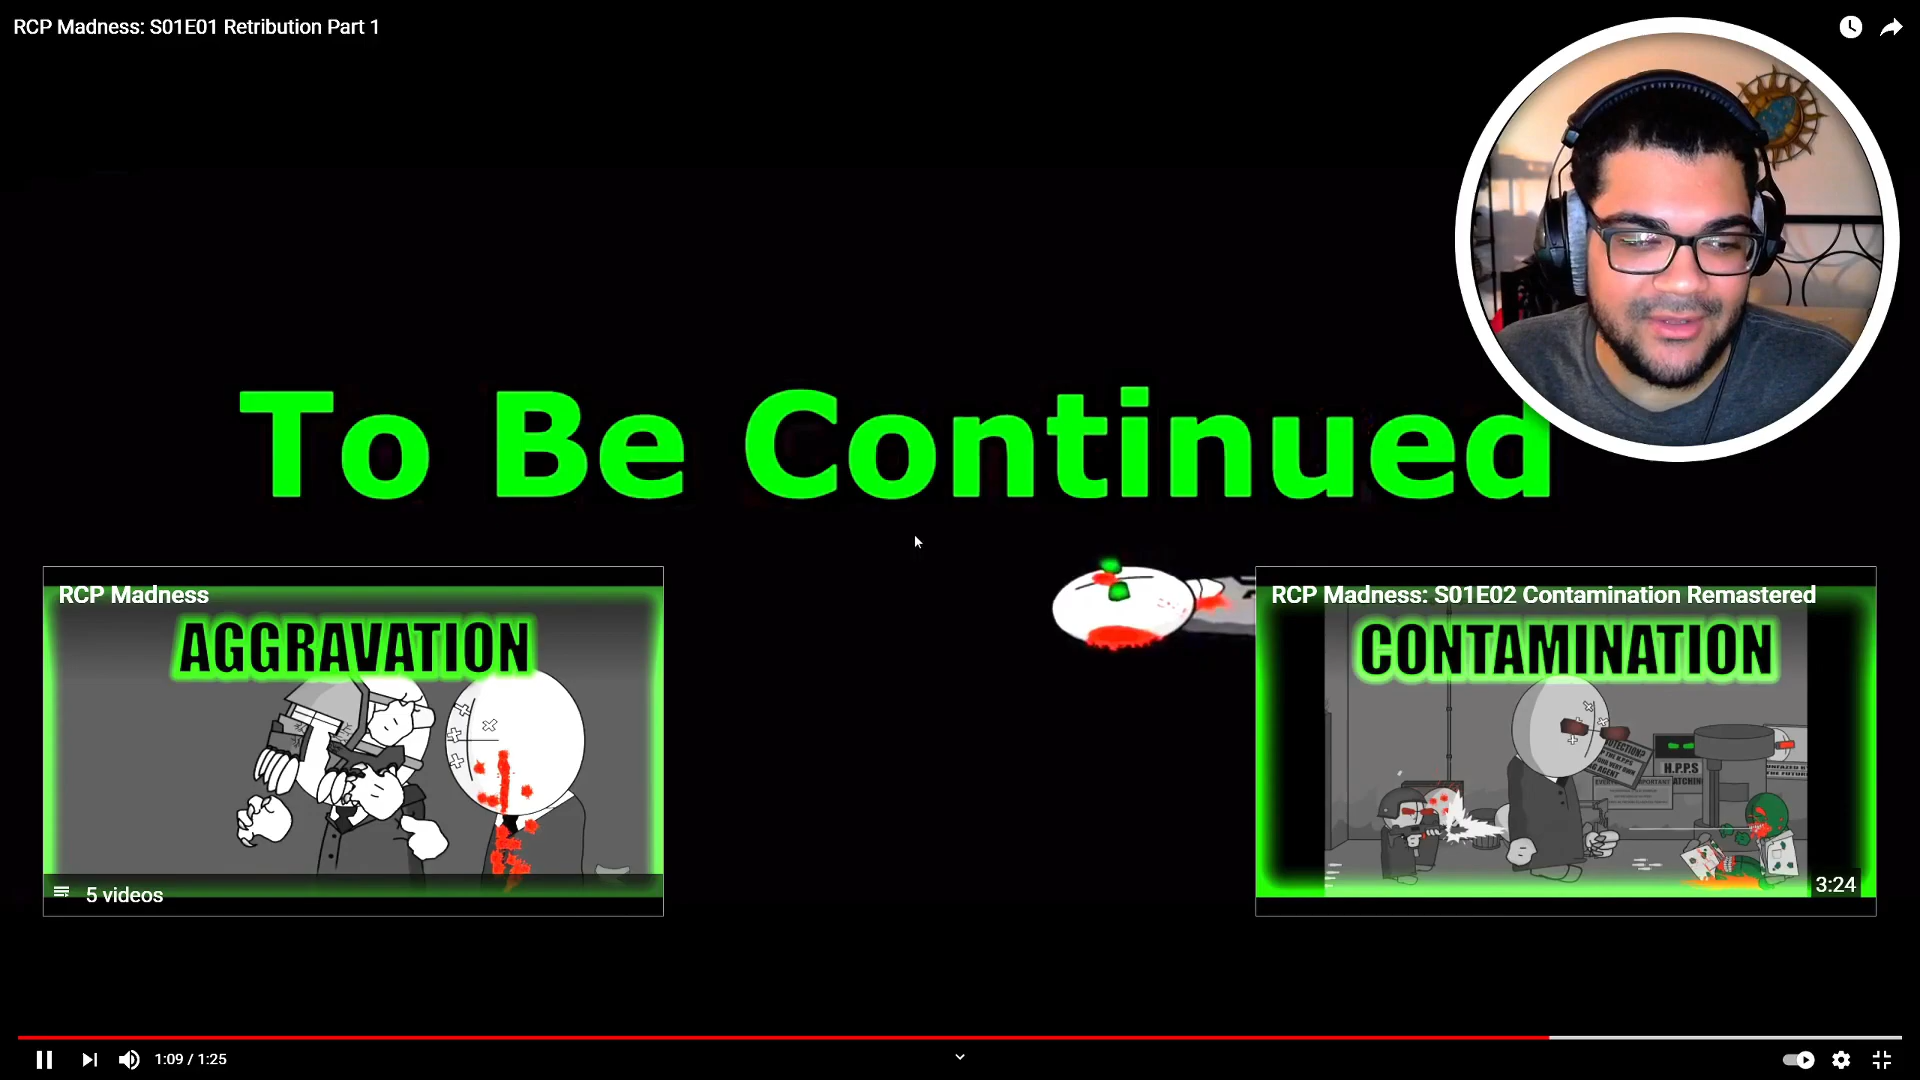 RCP Madness: S01E01 Retribution Part 1
To Be Continued
RCP Madness
AGGRAVATION
5 videos
RCP Madness: S01E02 Contamination Remastered
CONTAMINATION
H.P.P.S
3:24
1:09 / 1:25